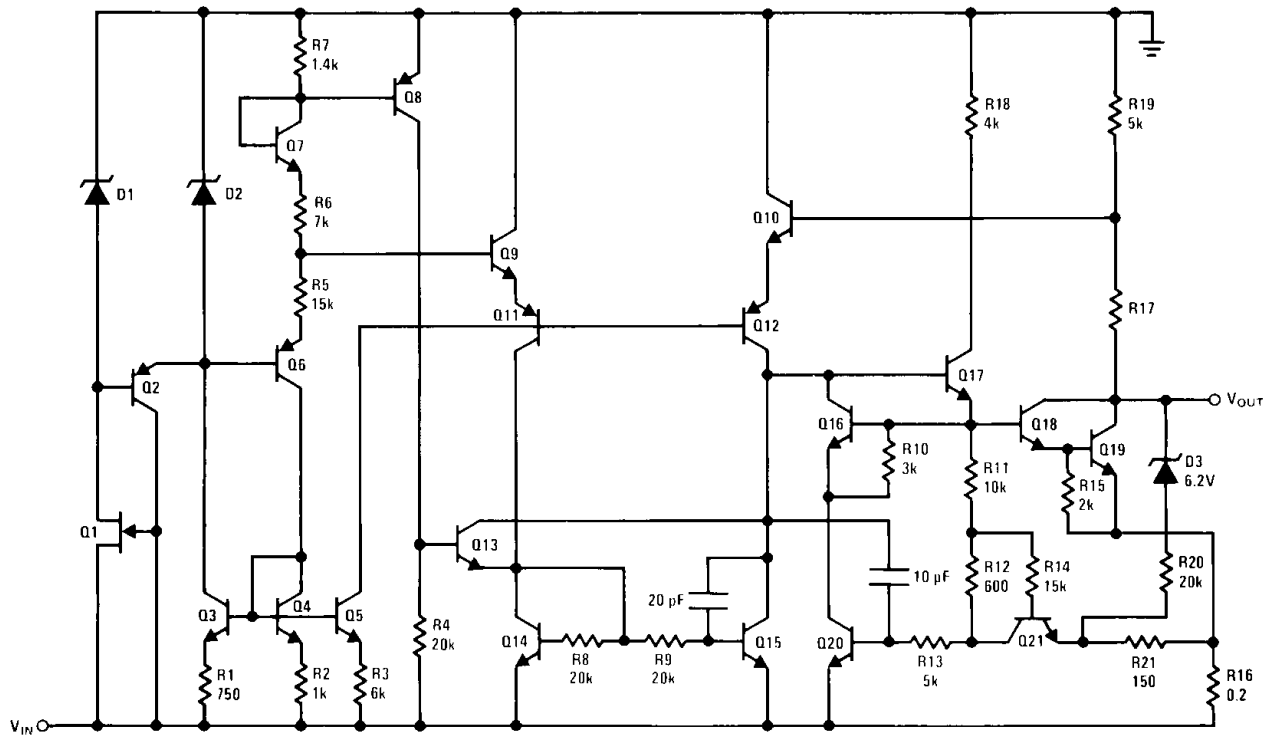 R7
1.4k
Q8
R18
4k
R19
5k
Q7
D1
D2
R6
7k
Q10
Q9
R5
15k
R17
Q11
Q12
Q2
Q6
Q17
VOUT
Q16
Q18
R10
3k
Q19
D3
6.2V
R11
10k
R15
2k
Q1
Q13
10 µF
R12
600
R14
15k
R20
20k
20 pF
Q3
Q4
Q5
R4
20k
Q14
R8
20k
R9
20k
Q15
Q20
R13
5k
Q21
R21
150
R1
750
R2
1k
R3
6k
R16
0.2
VIN